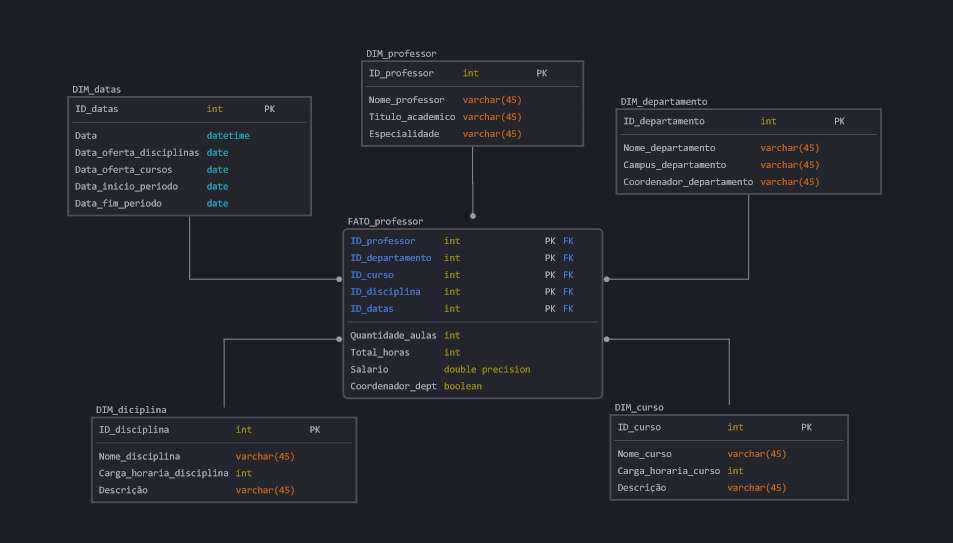 DIM_professor
ID_professor int PK
Nome_professor varchar(45)
Titulo_academico varchar(45)
Especialidade varchar(45)
DIM_datas
ID_datas int PK
Data datetime
Data_oferta_disciplinas date
Data_oferta_cursos date
Data_inicio_periodo date
Data_fim_periodo date
DIM_departamento
ID_departamento int PK
Nome_departamento varchar(45)
Campus_departamento varchar(45)
Coordenador_departamento varchar(45)
FATO_professor
ID_professor int PK FK
ID_departamento int PK FK
ID_curso int PK FK
ID_disciplina int PK FK
ID_datas int PK FK
Quantidade_aulas int
Total_horas int
Salario double precision
Coordenador_dept boolean
DIM_diciplina
ID_disciplina int PK
Nome_disciplina varchar(45)
Carga_horaria_disciplina int
Descrição varchar(45)
DIM_curso
ID_curso int PK
Nome_curso varchar(45)
Carga_horaria_curso int
Descrição varchar(45)